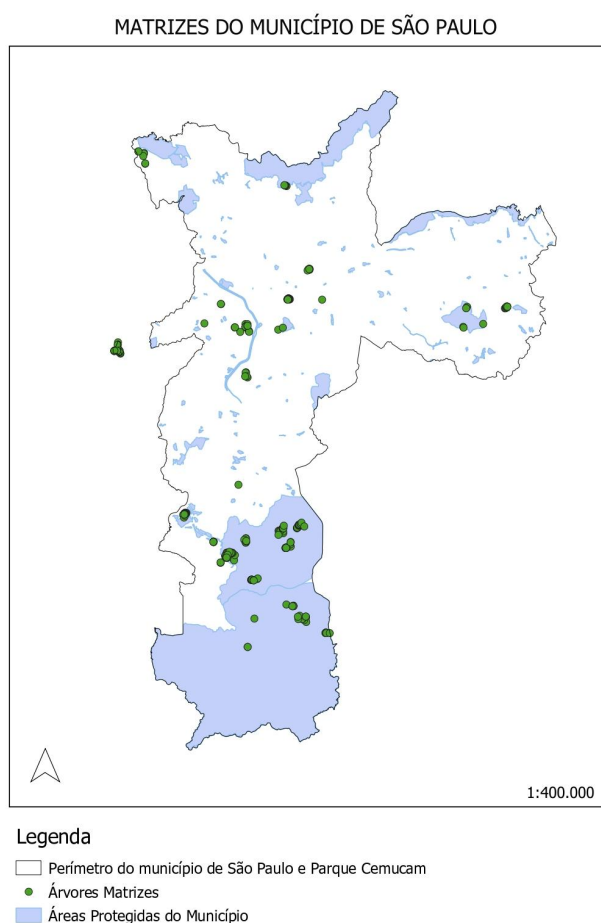 MATRIZES DO MUNICÍPIO DE SÃO PAULO
1:400.000
Legenda
Perímetro do município de São Paulo e Parque Cemucam
Árvores Matrizes
Áreas Protegidas do Município